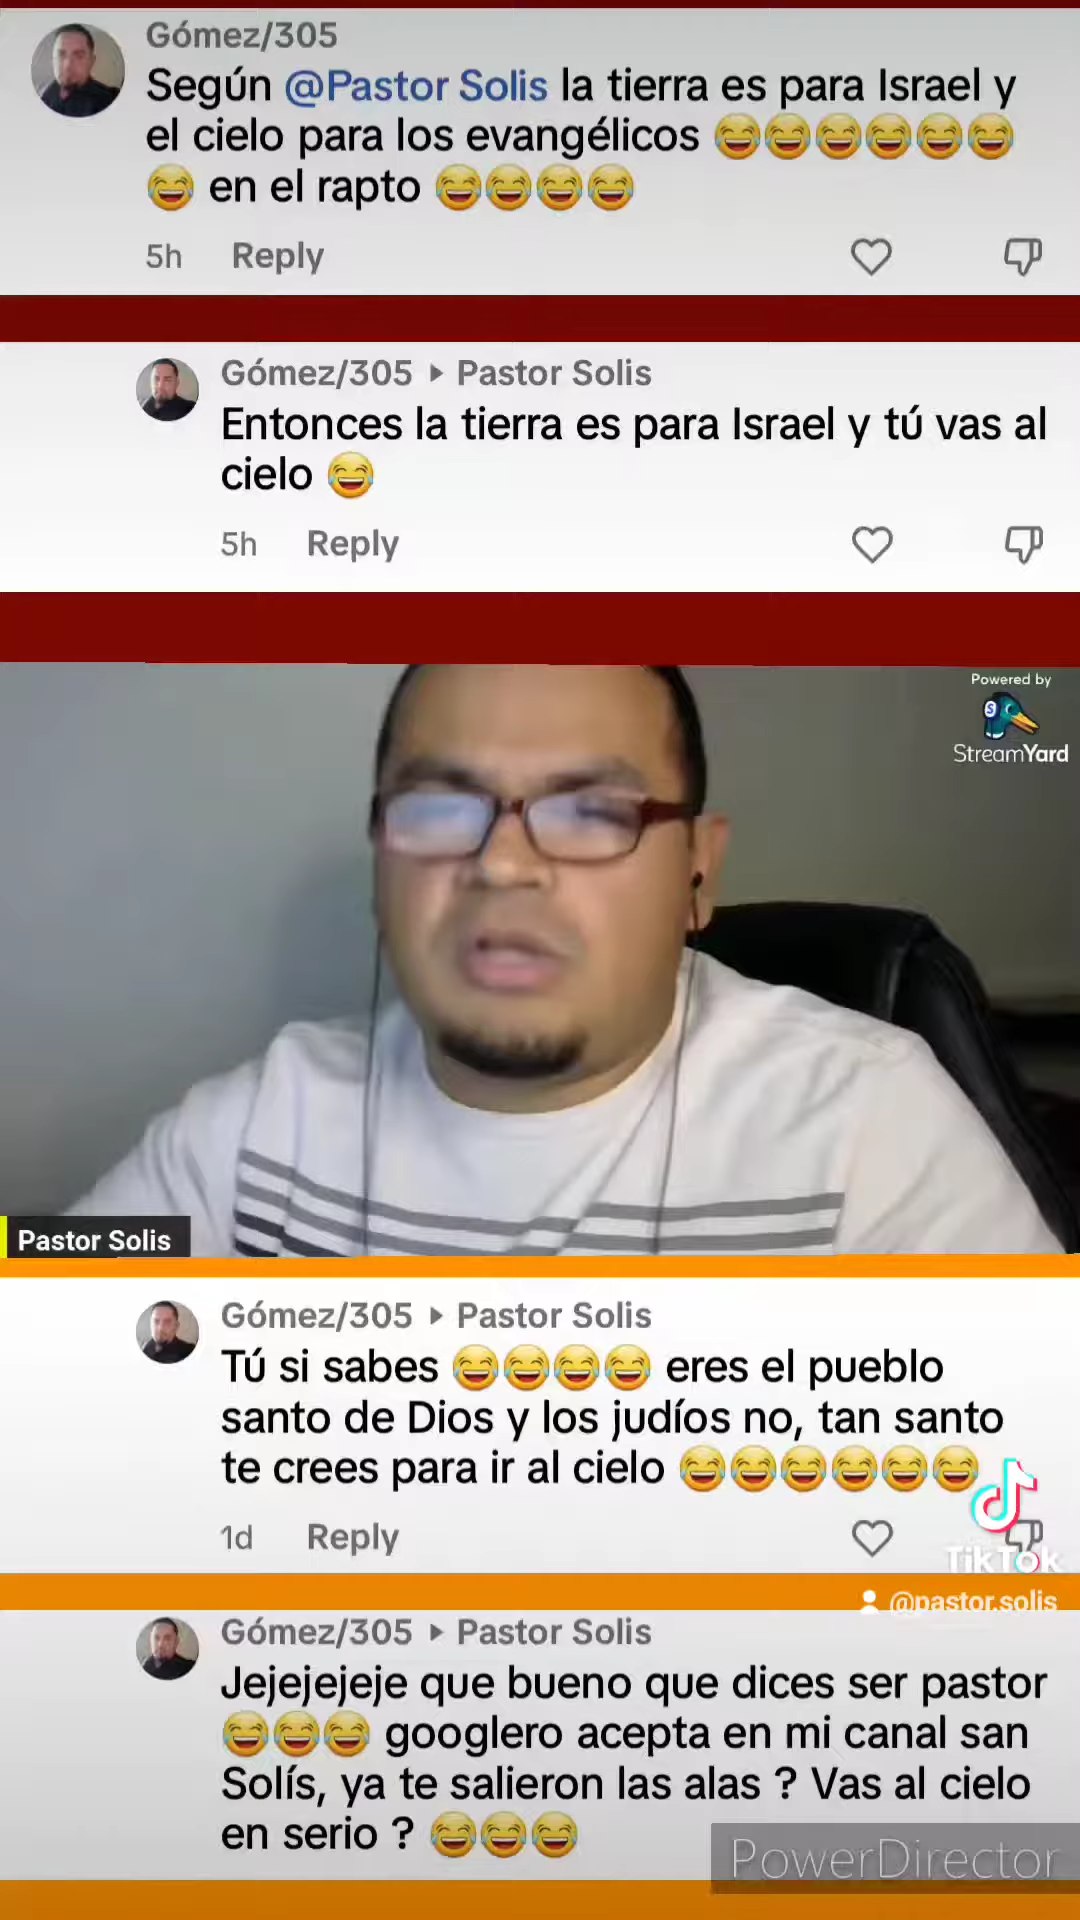 Gómez/305
Según @Pastor Solis la tierra es para Israel y
el cielo para los evangélicos 😂😂😂😂😂😂
😂 en el rapto 😂😂😂😂
5h Reply
Gómez/305 ▸ Pastor Solis
Entonces la tierra es para Israel y tú vas al
cielo 😂
5h Reply
Powered by
StreamYard
Pastor Solis
Gómez/305 ▸ Pastor Solis
Tú si sabes 😂😂😂😂 eres el pueblo
santo de Dios y los judíos no, tan santo
te crees para ir al cielo 😂😂😂😂😂😂
1d Reply
TikTok
@pastor.solis
Gómez/305 ▸ Pastor Solis
Jejejejeje que bueno que dices ser pastor
😂😂😂 googlero acepta en mi canal san
Solís, ya te salieron las alas ? Vas al cielo
en serio ? 😂😂😂
PowerDirector